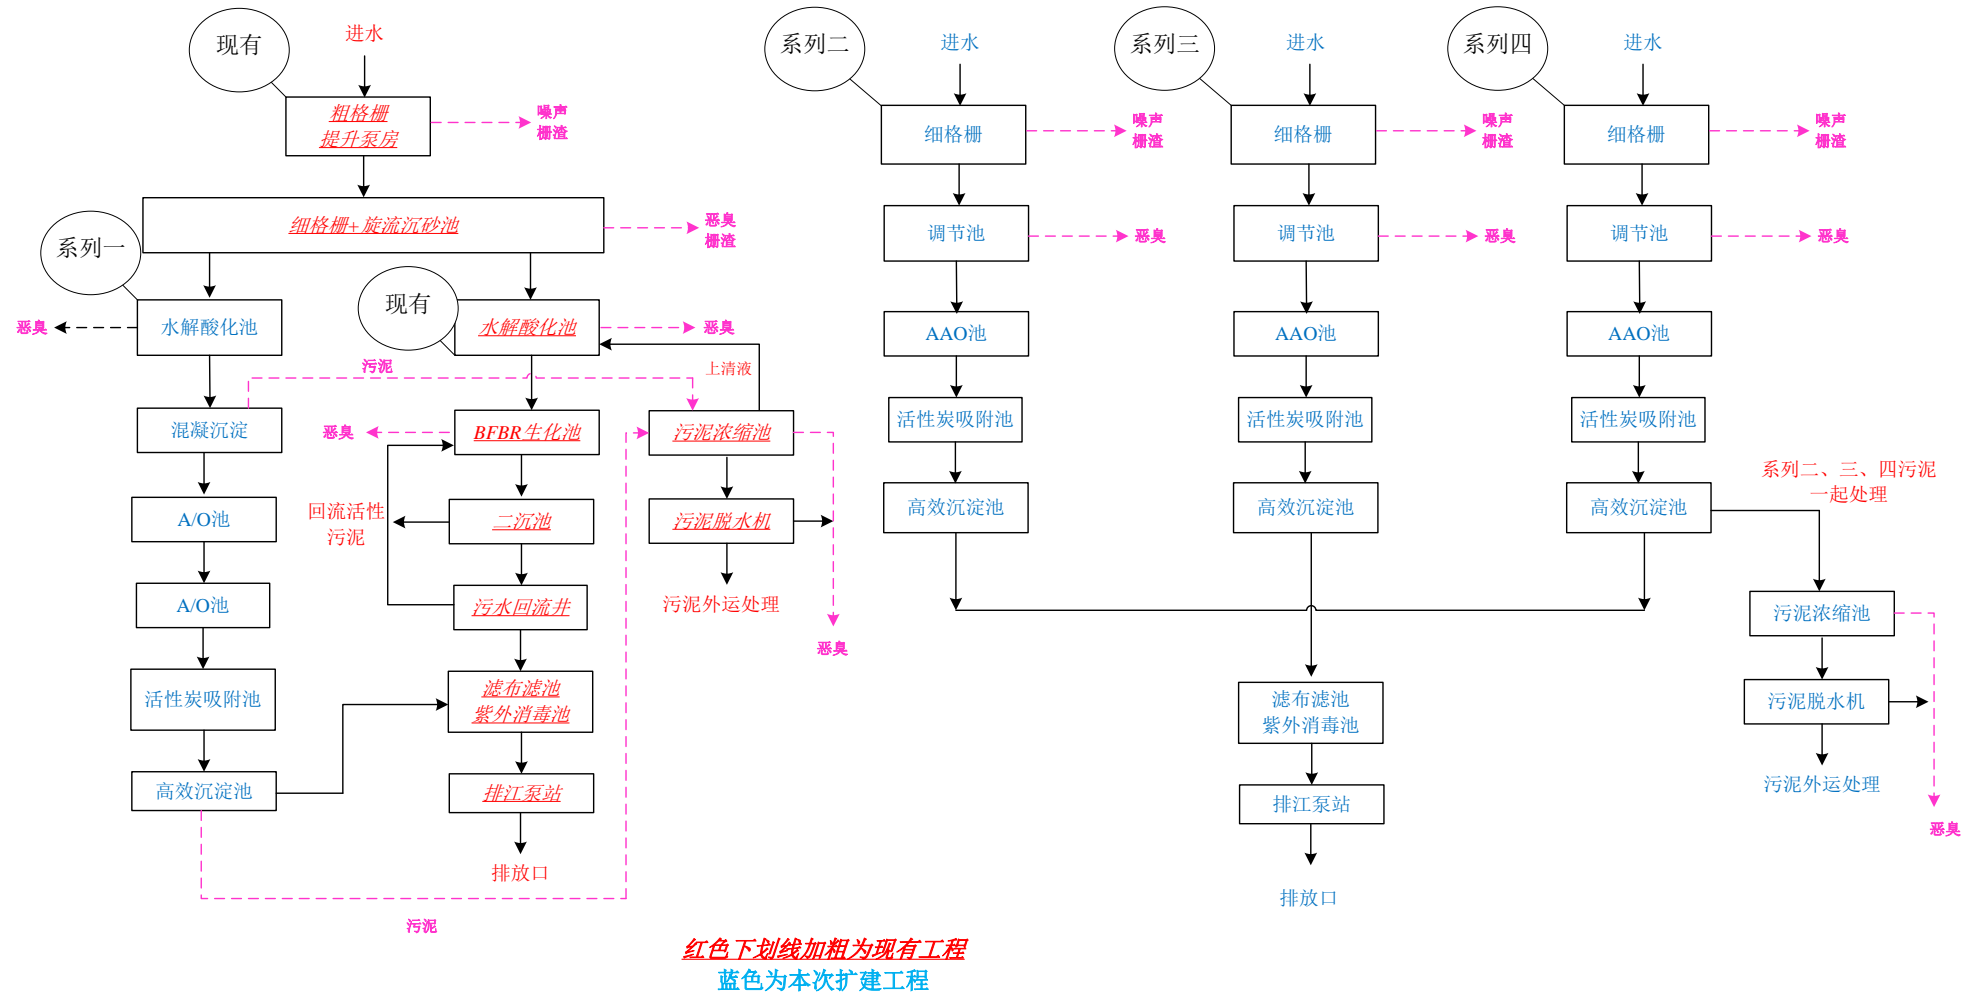 现有
进水
粗格栅
提升泵房
噪声
栅渣
细格栅+旋流沉砂池
恶臭
栅渣
系列一
水解酸化池
恶臭
现有
水解酸化池
恶臭
污泥
上清液
混凝沉淀
恶臭
BFBR生化池
污泥浓缩池
A/O池
回流活性
污泥
二沉池
污泥脱水机
A/O池
污水回流井
污泥外运处理
恶臭
活性炭吸附池
滤布滤池
紫外消毒池
高效沉淀池
排江泵站
排放口
污泥
系列二
进水
细格栅
噪声
栅渣
调节池
恶臭
AAO池
活性炭吸附池
高效沉淀池
系列三
进水
细格栅
噪声
栅渣
调节池
恶臭
AAO池
活性炭吸附池
高效沉淀池
滤布滤池
紫外消毒池
排江泵站
排放口
系列四
进水
细格栅
噪声
栅渣
调节池
恶臭
AAO池
活性炭吸附池
高效沉淀池
系列二、三、四污泥
一起处理
污泥浓缩池
污泥脱水机
污泥外运处理
恶臭
红色下划线加粗为现有工程
蓝色为本次扩建工程